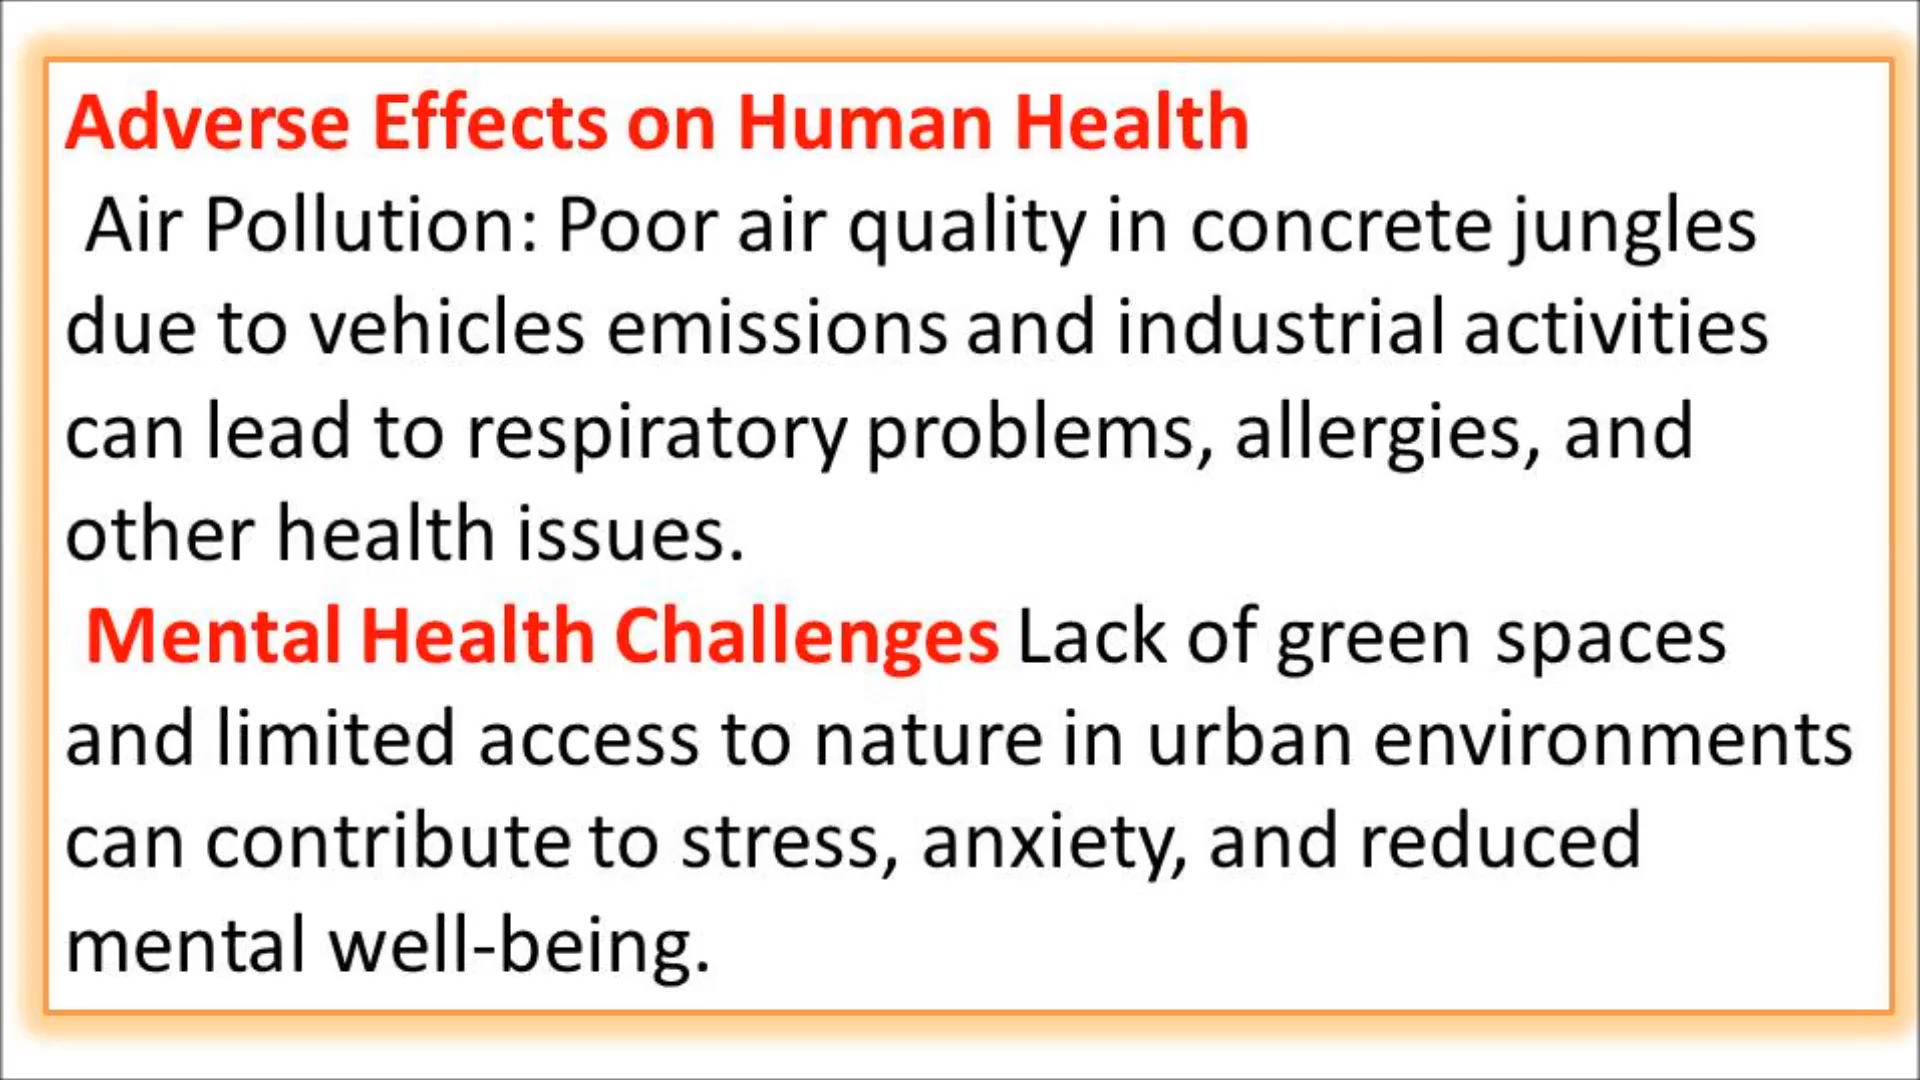 Adverse Effects on Human Health
Air Pollution: Poor air quality in concrete jungles
due to vehicles emissions and industrial activities
can lead to respiratory problems, allergies, and
other health issues.
Mental Health Challenges Lack of green spaces
and limited access to nature in urban environments
can contribute to stress, anxiety, and reduced
mental well-being.